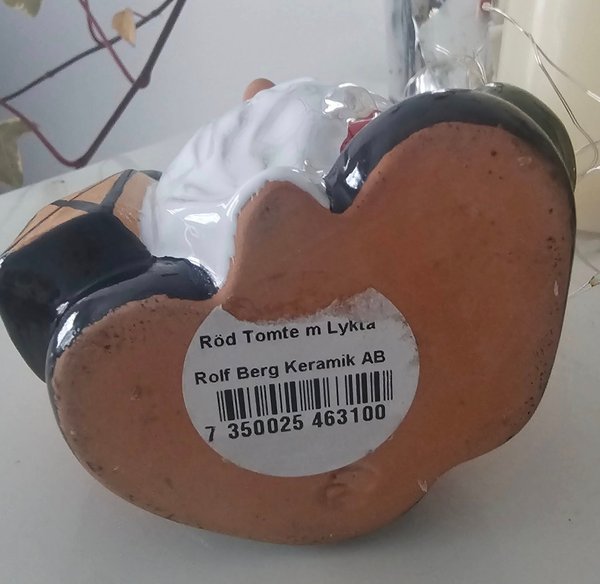 Röd Tomte m Lykta
Rolf Berg Keramik AB
7 350025 463100